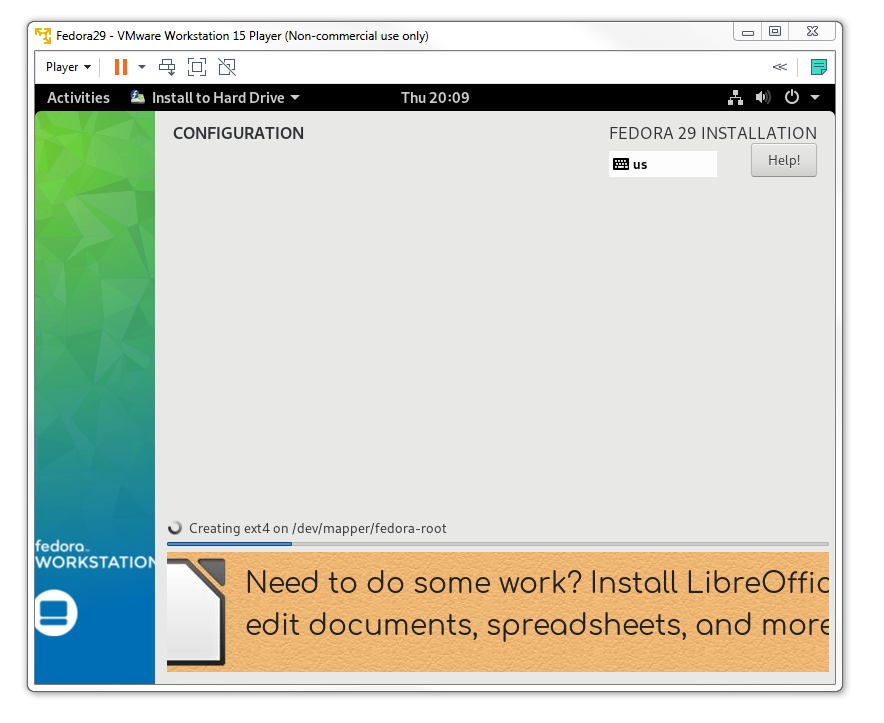 Fedora29 - VMware Workstation 15 Player (Non-commercial use only)
Player
Activities Install to Hard Drive Thu 20:09
CONFIGURATION
FEDORA 29 INSTALLATION
us
Help!
Creating ext4 on /dev/mapper/fedora-root
fedora
WORKSTATION
Need to do some work? Install LibreOffic
edit documents, spreadsheets, and more